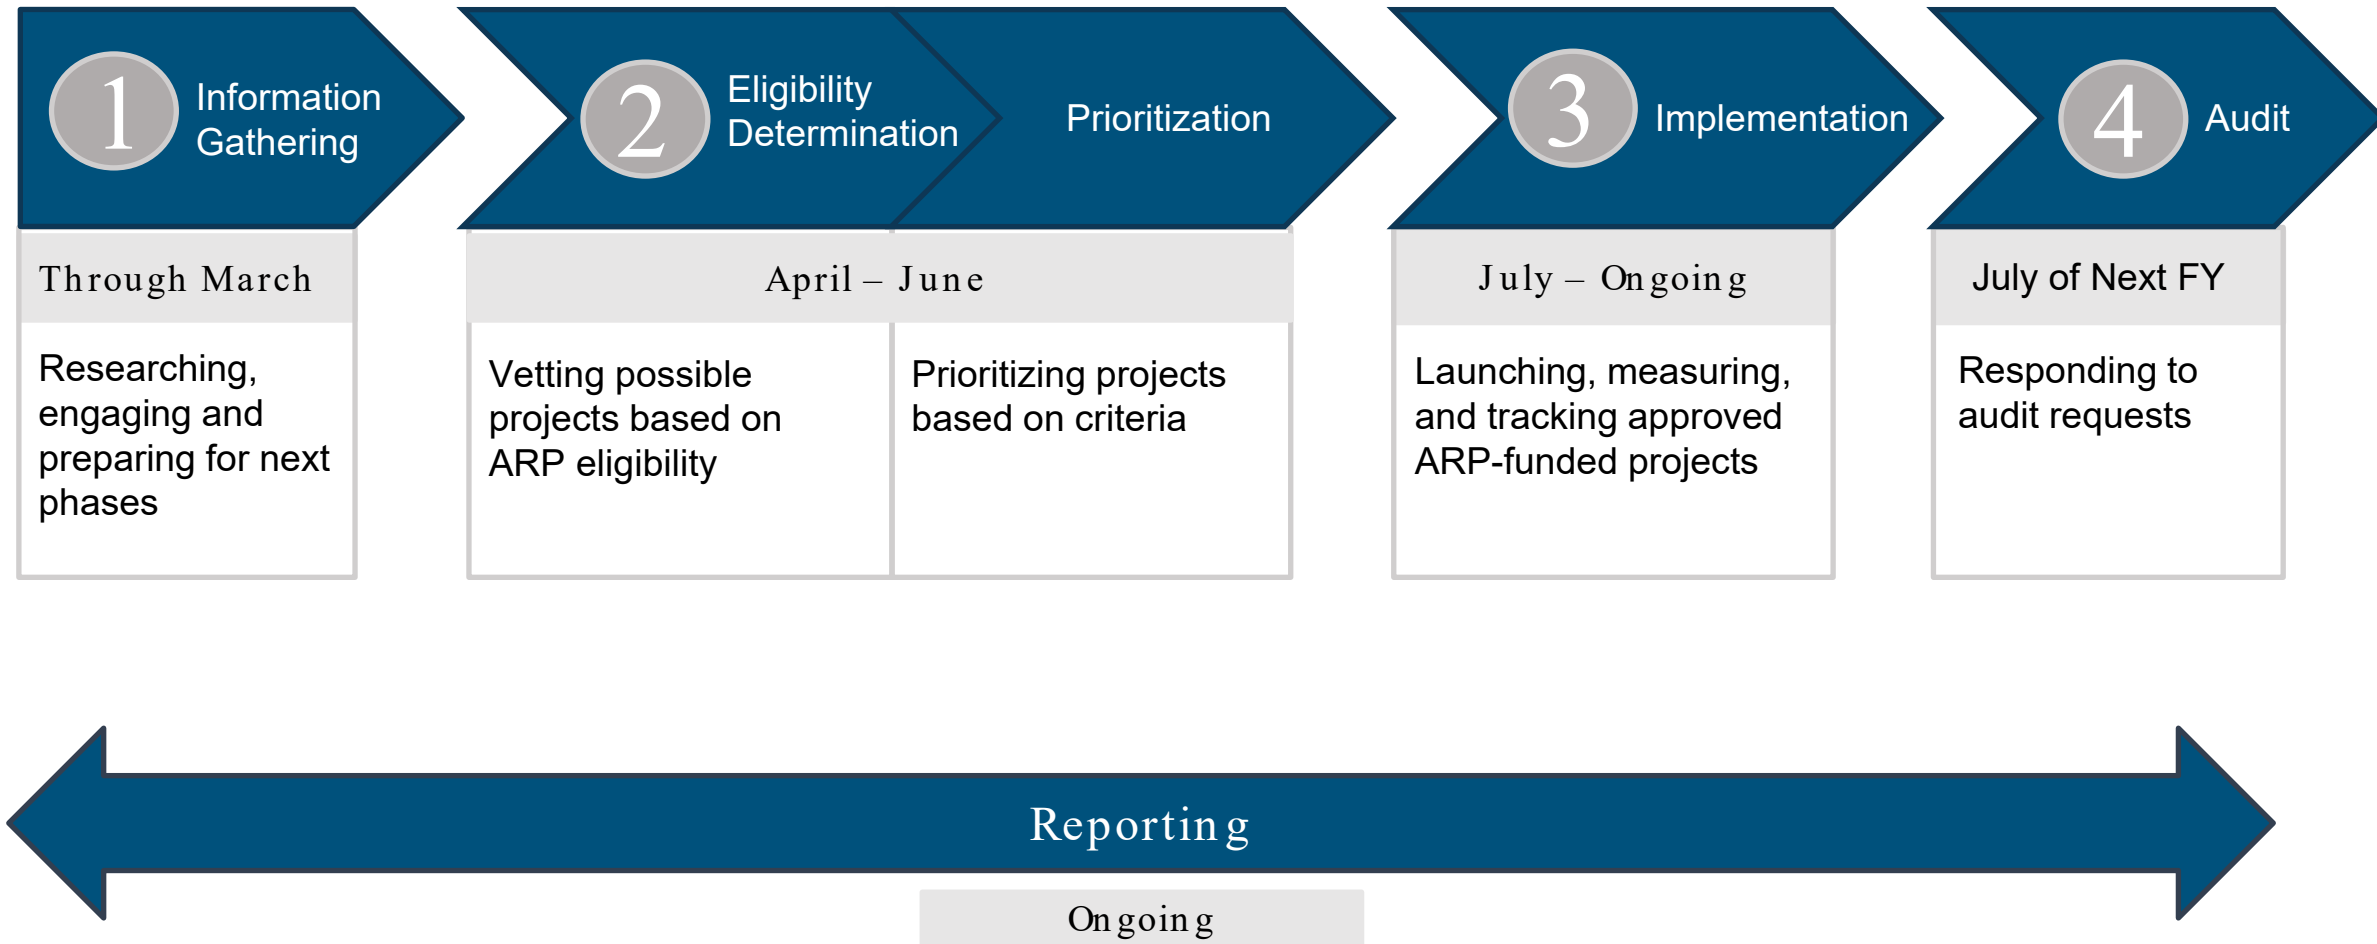 1
Information
Gathering
2
Eligibility
Determination
Prioritization
3
Implementation
4
Audit
Through March
April – June
July – Ongoing
July of Next FY
Researching,
engaging and
preparing for next
phases
Vetting possible
projects based on
ARP eligibility
Prioritizing projects
based on criteria
Launching, measuring,
and tracking approved
ARP-funded projects
Responding to
audit requests
Reporting
Ongoing